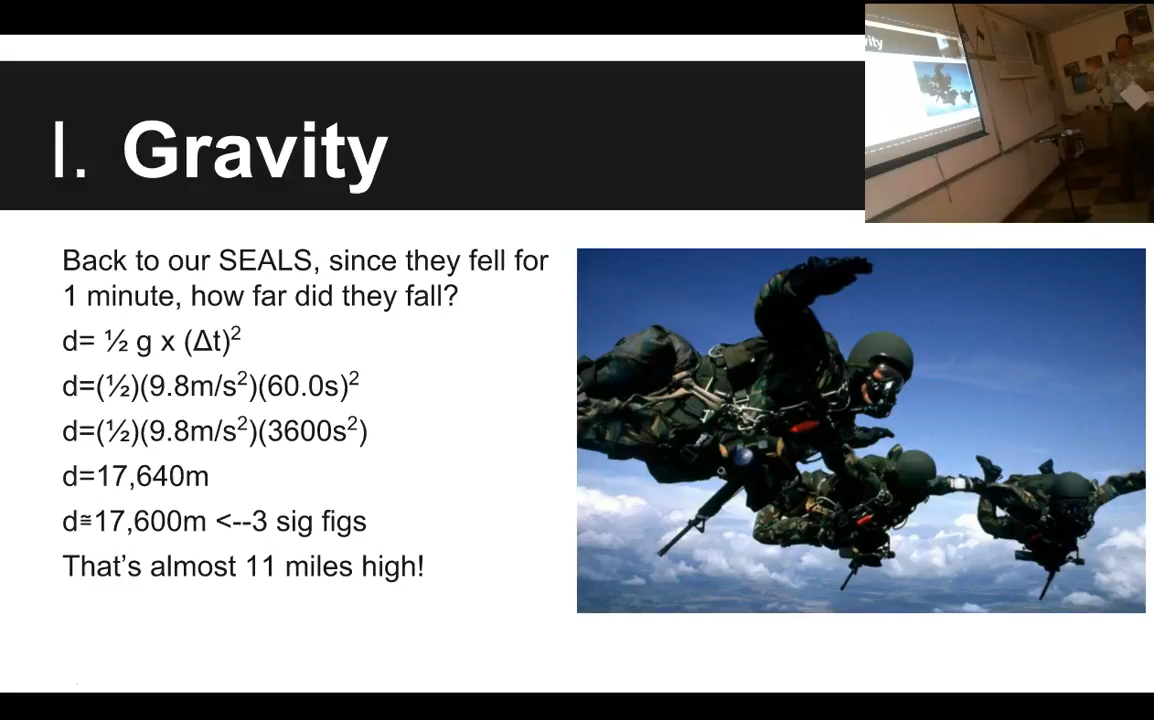 I. Gravity
Back to our SEALS, since they fell for
1 minute, how far did they fall?
d= ½ g x (Δt)²
d=(½)(9.8m/s²)(60.0s)²
d=(½)(9.8m/s²)(3600s²)
d=17,640m
d≅17,600m <--3 sig figs
That’s almost 11 miles high!
ity